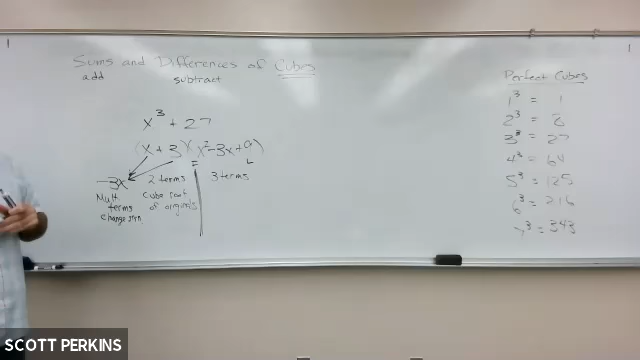 Sums and Differences of Cubes
add subtract
x³ + 27
(x + 3)(x² - 3x + 9)
-3x
2 terms
cube root
of originals
Mult.
terms
change sign
3 terms
Perfect Cubes
1³ = 1
2³ = 8
3³ = 27
4³ = 64
5³ = 125
6³ = 216
7³ = 343
SCOTT PERKINS